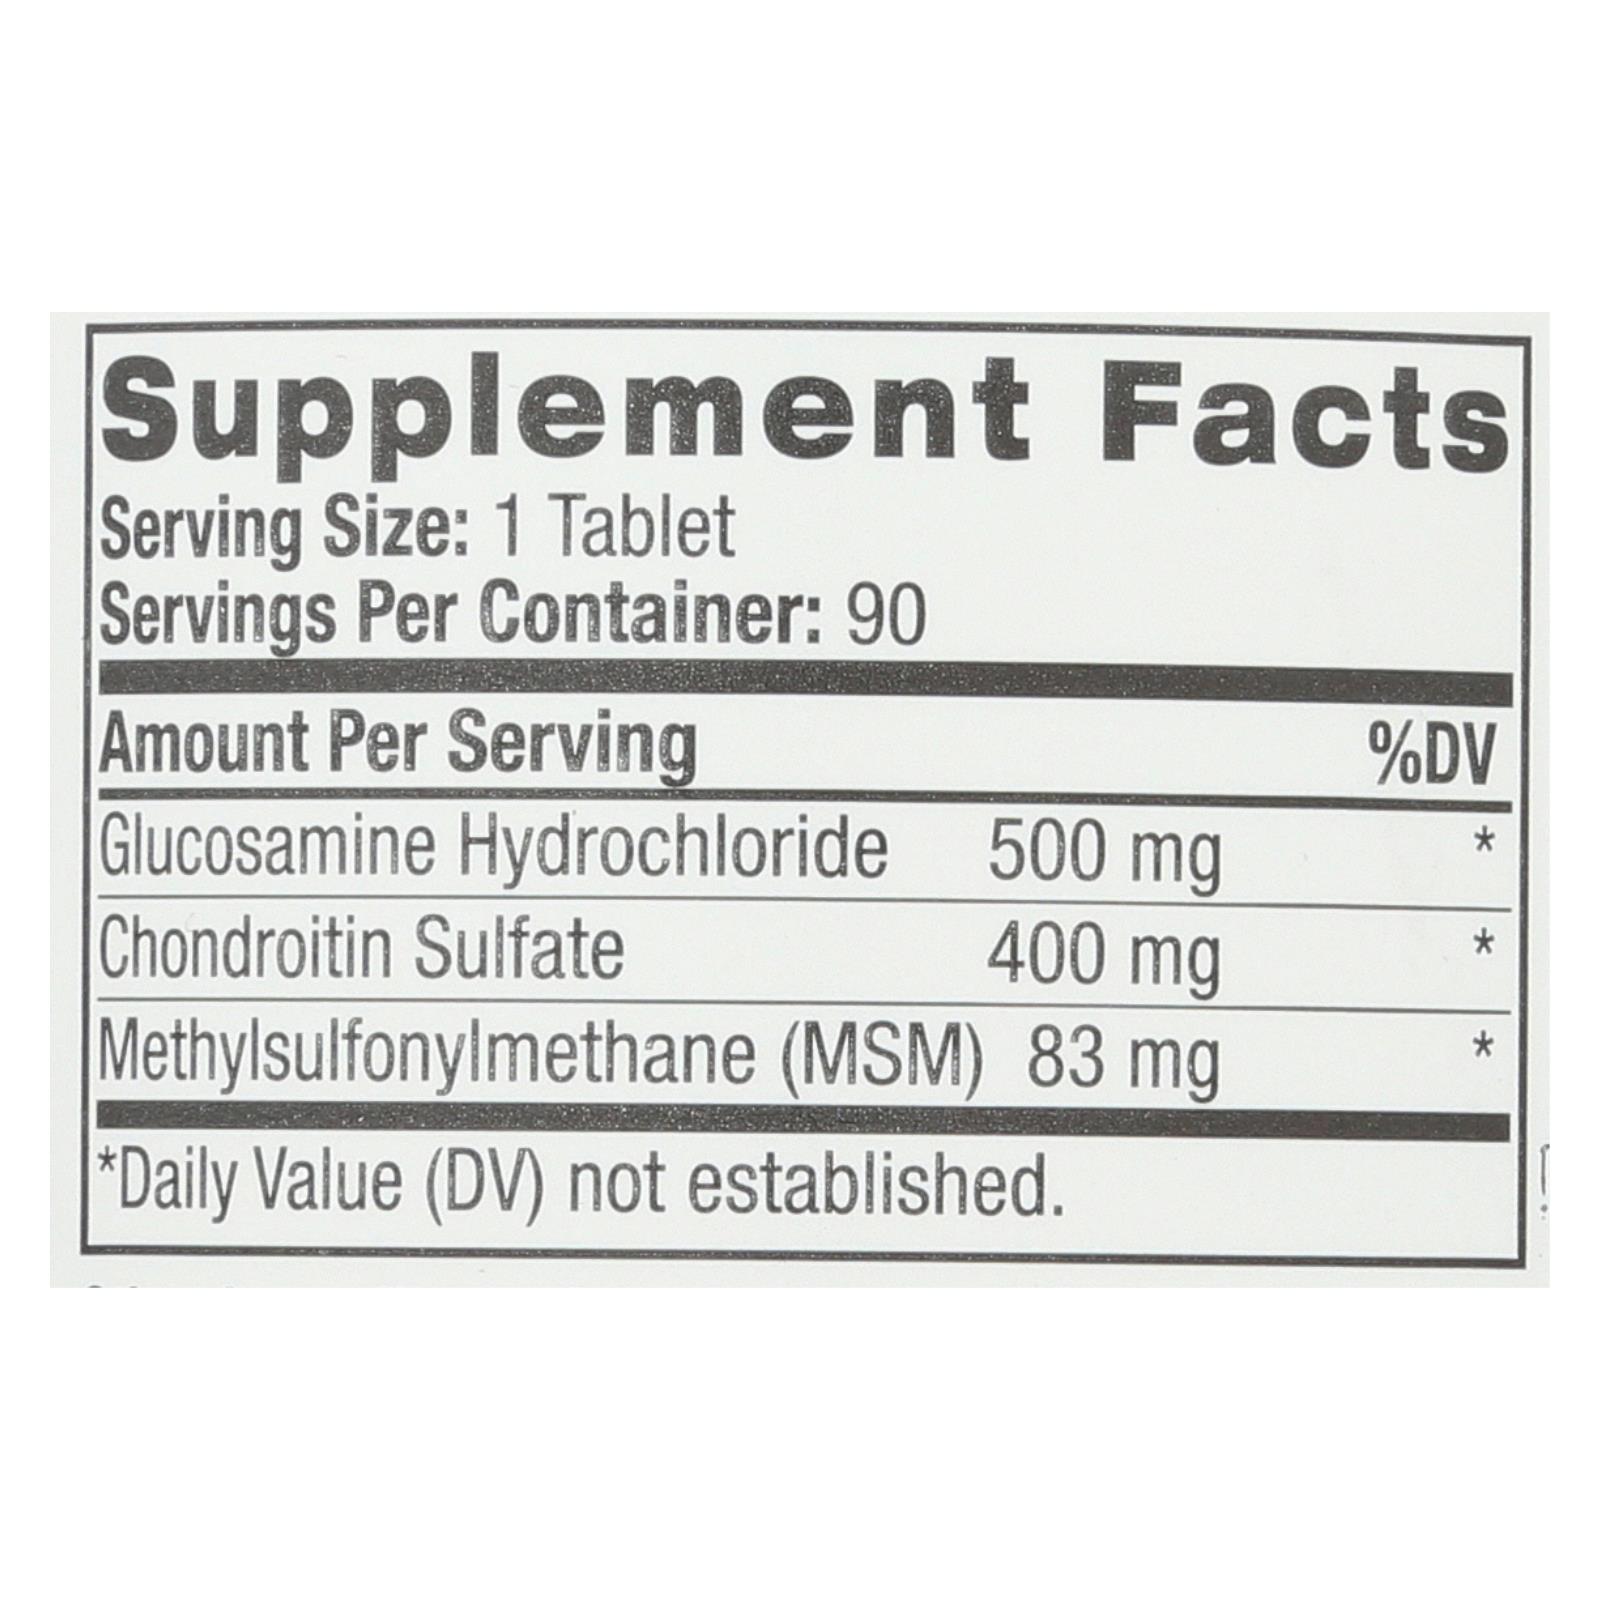 Supplement Facts
Serving Size: 1 Tablet
Servings Per Container: 90
Amount Per Serving %DV
Glucosamine Hydrochloride 500 mg *
Chondroitin Sulfate 400 mg *
Methylsulfonylmethane (MSM) 83 mg *
*Daily Value (DV) not established.